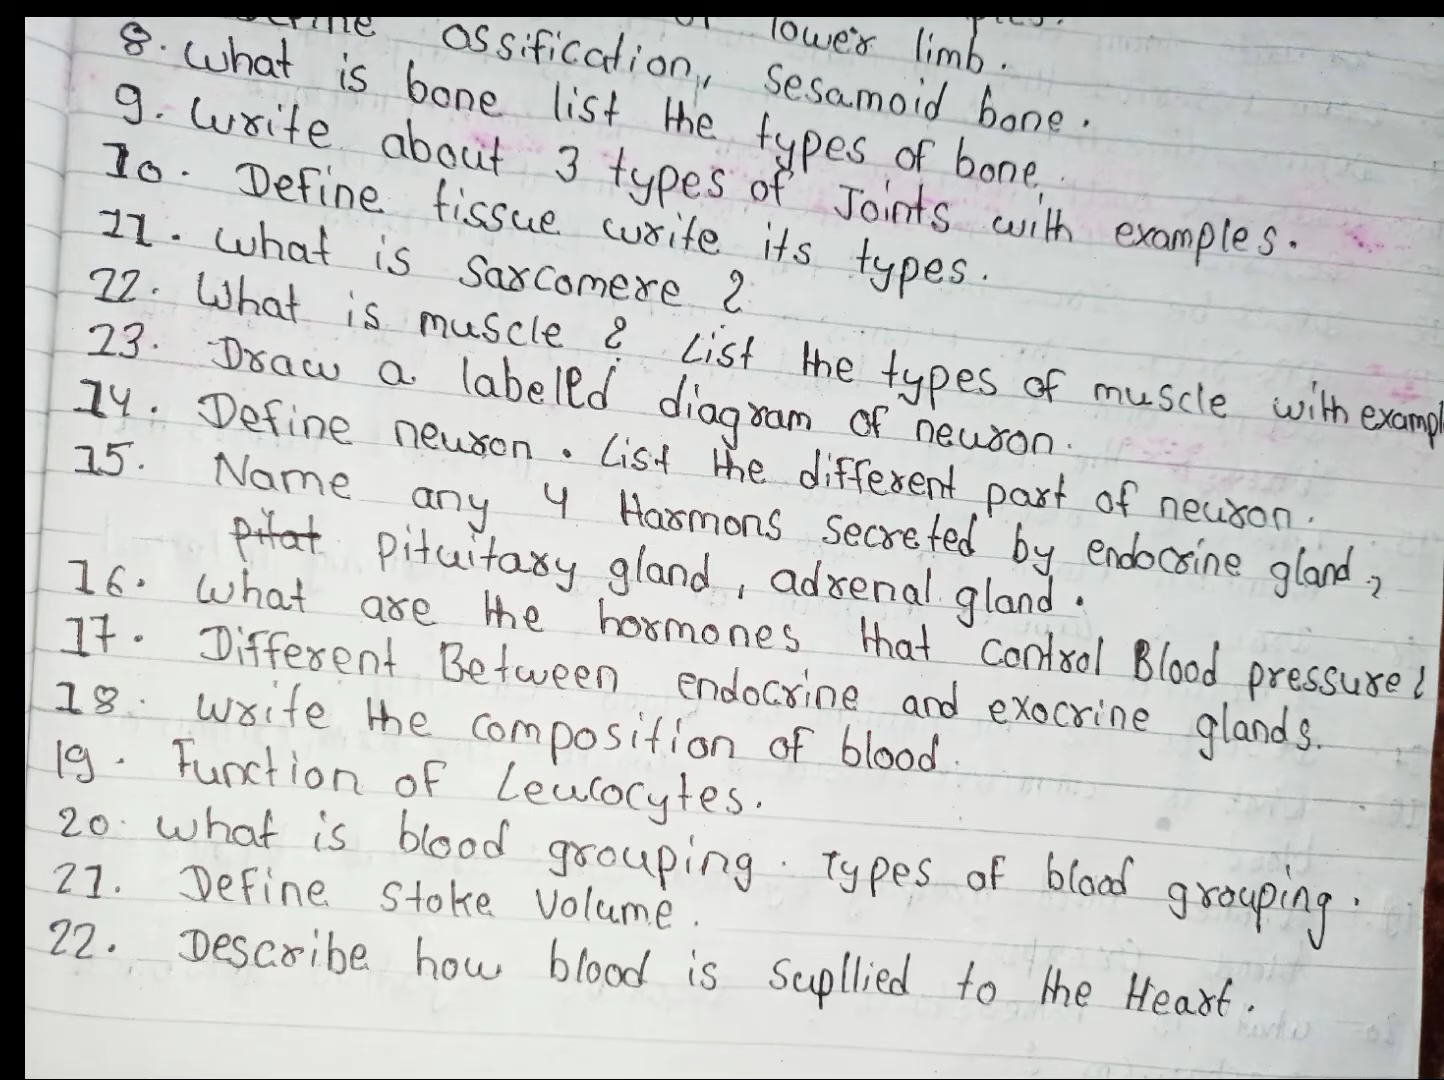 lower limb.
ossification, sesamoid bone.
8. What is bone list the types of bone.
9. Write about 3 types of Joints with examples.
10. Define tissue write its types.
11. What is sarcomere ?
12. What is muscle ? List the types of muscle with exampl
13. Draw a labelled diagram of neuron.
14. Define neuron. List the different part of neuron.
15. Name any 4 Harmons secreted by endocrine gland,
pituitary gland, adrenal gland.
16. What are the hormones that control Blood pressure ?
17. Different Between endocrine and exocrine glands.
18. Write the composition of blood.
19. Function of Leucocytes.
20. What is blood grouping. Types of blood grouping.
21. Define Stoke Volume.
22. Describe how blood is supllied to the Heart.